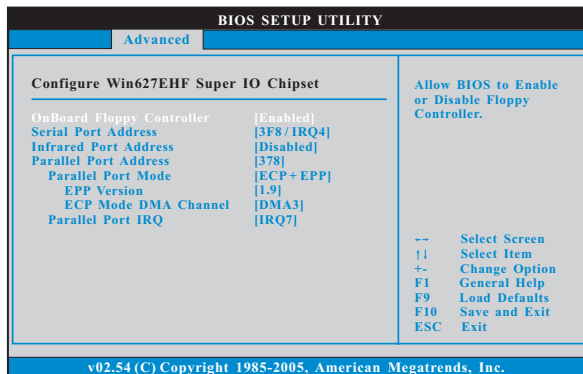 BIOS SETUP UTILITY
Advanced
Configure Win627EHF Super IO Chipset
OnBoard Floppy Controller [Enabled]
Serial Port Address [3F8 / IRQ4]
Infrared Port Address [Disabled]
Parallel Port Address [378]
Parallel Port Mode [ECP + EPP]
EPP Version [1.9]
ECP Mode DMA Channel [DMA3]
Parallel Port IRQ [IRQ7]
Allow BIOS to Enable
or Disable Floppy
Controller.
←→ Select Screen
↑↓ Select Item
+- Change Option
F1 General Help
F9 Load Defaults
F10 Save and Exit
ESC Exit
v02.54 (C) Copyright 1985-2005, American Megatrends, Inc.